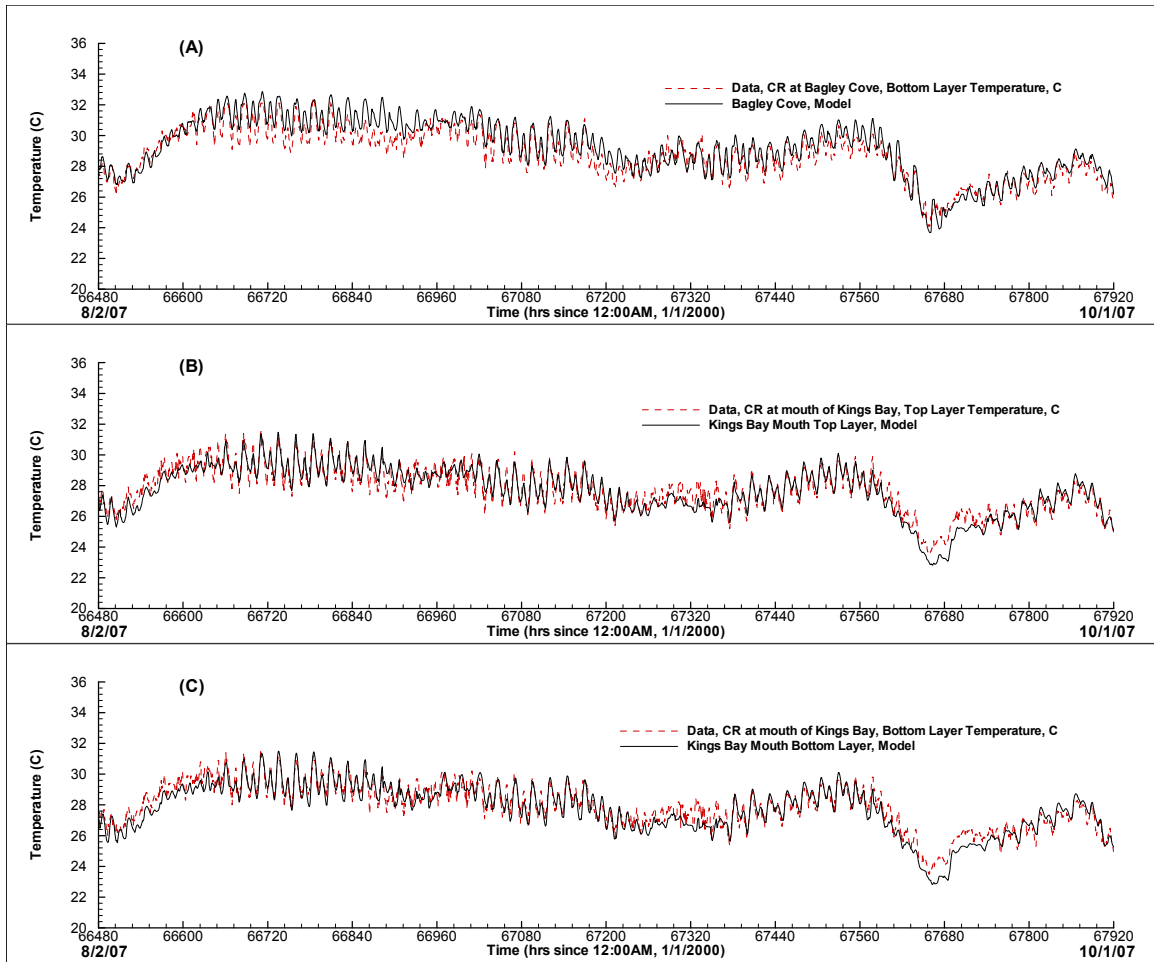 (A)
36
34
32
30
28
26
24
22
20
Temperature (C)
Data, CR at Bagley Cove, Bottom Layer Temperature, C
Bagley Cove, Model
66480 66600 66720 66840 66960 67080 67200 67320 67440 67560 67680 67800 67920
8/2/07 Time (hrs since 12:00AM, 1/1/2000) 10/1/07
(B)
36
34
32
30
28
26
24
22
20
Temperature (C)
Data, CR at mouth of Kings Bay, Top Layer Temperature, C
Kings Bay Mouth Top Layer, Model
66480 66600 66720 66840 66960 67080 67200 67320 67440 67560 67680 67800 67920
8/2/07 Time (hrs since 12:00AM, 1/1/2000) 10/1/07
(C)
36
34
32
30
28
26
24
22
20
Temperature (C)
Data, CR at mouth of Kings Bay, Bottom Layer Temperature, C
Kings Bay Mouth Bottom Layer, Model
66480 66600 66720 66840 66960 67080 67200 67320 67440 67560 67680 67800 67920
8/2/07 Time (hrs since 12:00AM, 1/1/2000) 10/1/07